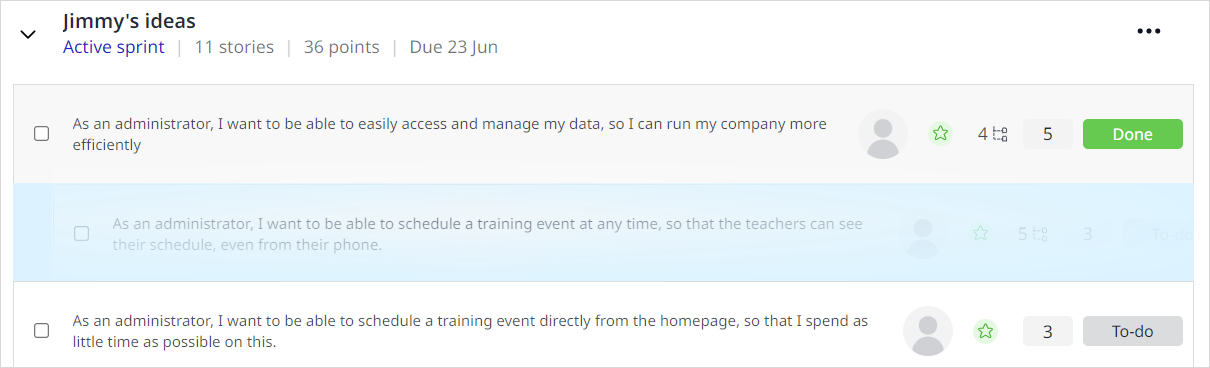 Jimmy's ideas
Active sprint | 11 stories | 36 points | Due 23 Jun
As an administrator, I want to be able to easily access and manage my data, so I can run my company more
efficiently
4
5
Done
As an administrator, I want to be able to schedule a training event at any time, so that the teachers can see
their schedule, even from their phone.
5
3
To-do
As an administrator, I want to be able to schedule a training event directly from the homepage, so that I spend as
little time as possible on this.
3
To-do